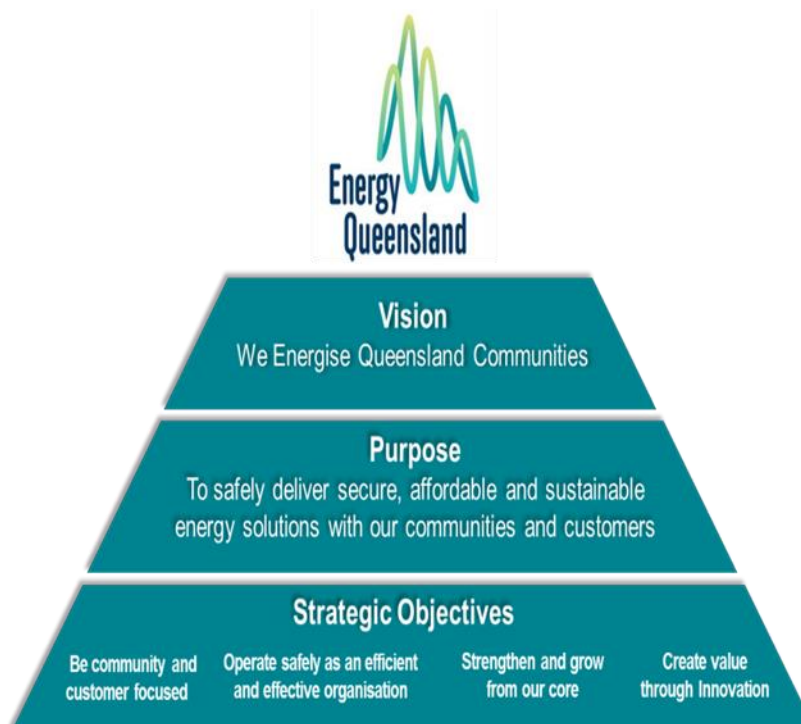 Energy
Queensland
Vision
We Energise Queensland Communities
Purpose
To safely deliver secure, affordable and sustainable
energy solutions with our communities and customers
Strategic Objectives
Be community and
customer focused
Operate safely as an efficient
and effective organisation
Strengthen and grow
from our core
Create value
through Innovation